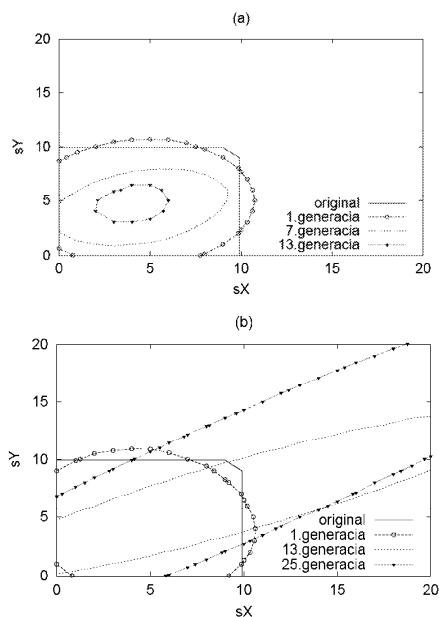 (a)
20
15
10
5
0
sY
original
1.generacia
7.generacia
13.generacia
0 5 10 15 20
sX
(b)
20
15
10
5
0
sY
original
1.generacia
13.generacia
25.generacia
0 5 10 15 20
sX